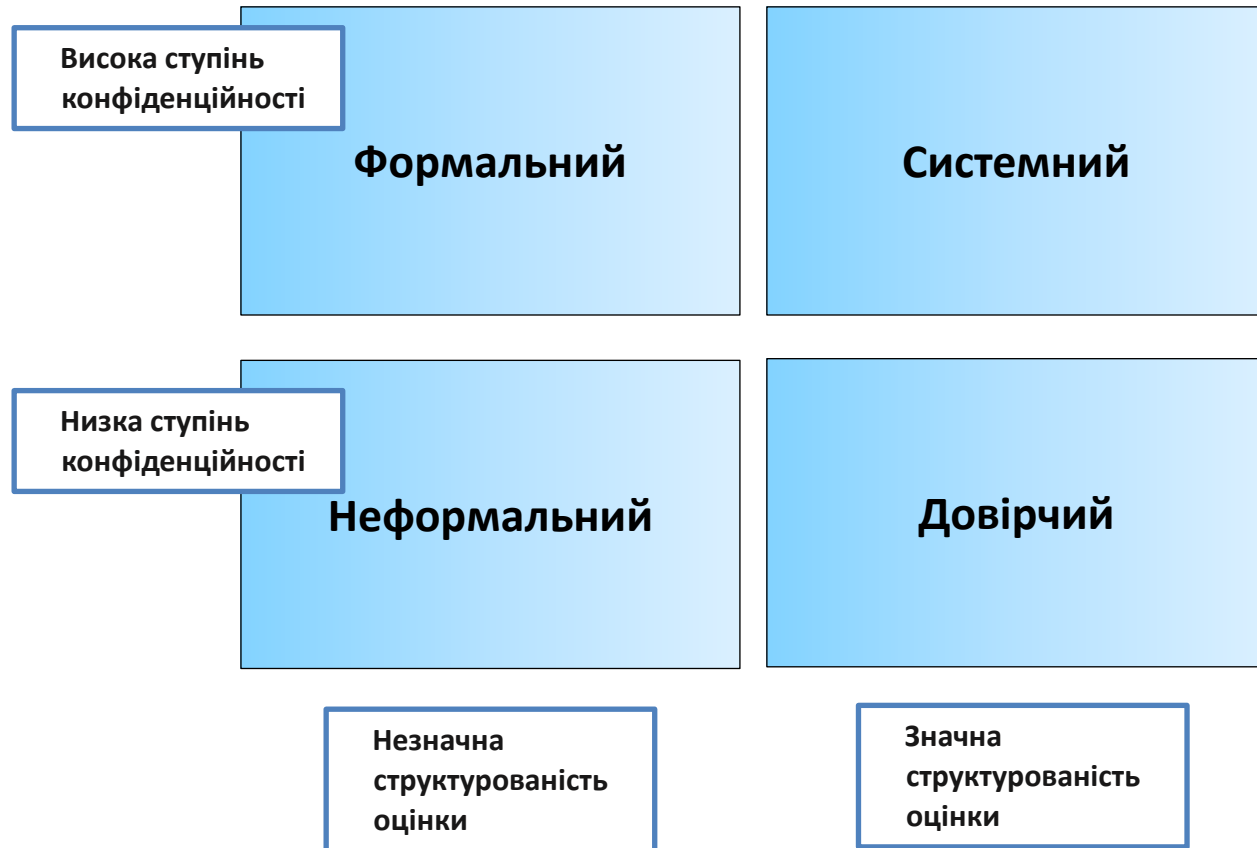 Висока ступінь
конфіденційності
Формальний
Системний
Низка ступінь
конфіденційності
Неформальний
Довірчий
Незначна
структурованість
оцінки
Значна
структурованість
оцінки